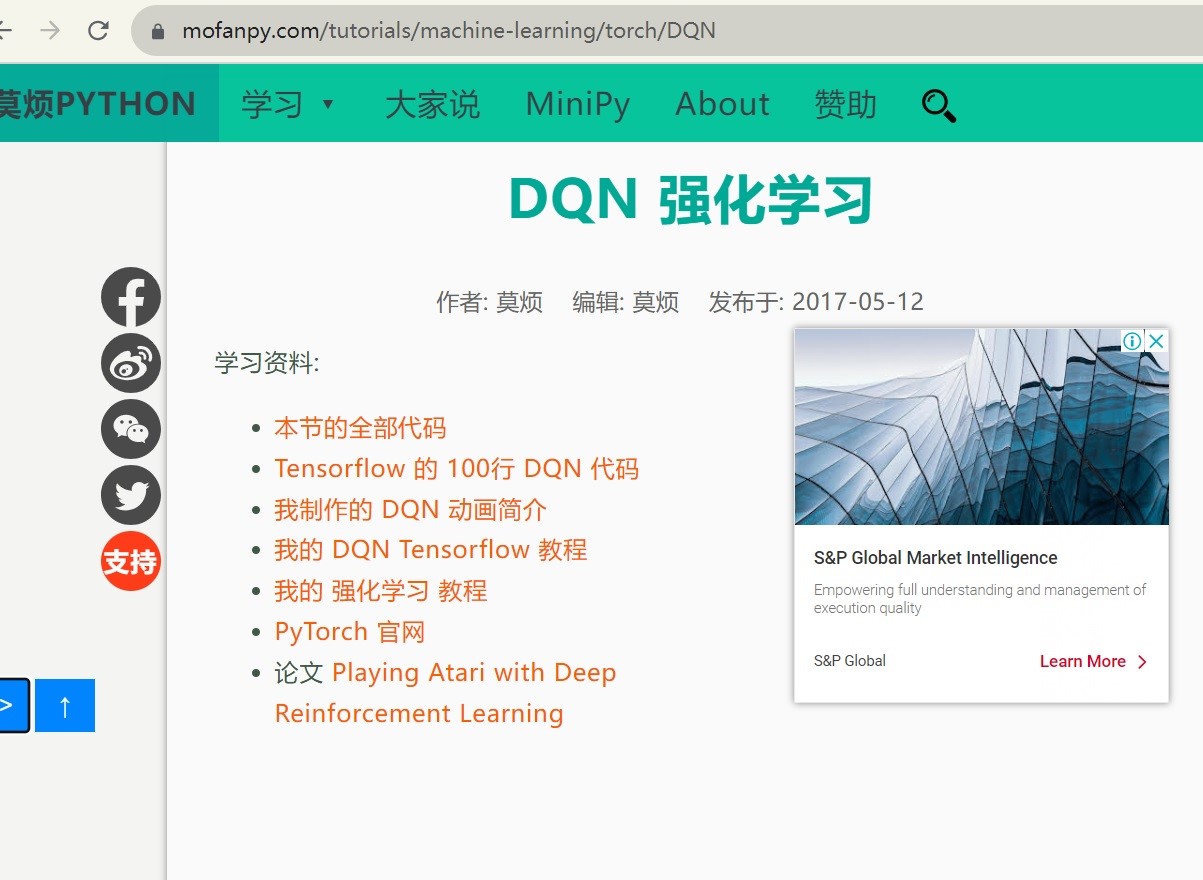 mofanpy.com/tutorials/machine-learning/torch/DQN
莫烦PYTHON 学习 ▼ 大家说 MiniPy About 赞助
DQN 强化学习
作者: 莫烦 编辑: 莫烦 发布于: 2017-05-12
学习资料:
• 本节的全部代码
• Tensorflow 的 100行 DQN 代码
• 我制作的 DQN 动画简介
• 我的 DQN Tensorflow 教程
• 我的 强化学习 教程
• PyTorch 官网
• 论文 Playing Atari with Deep
Reinforcement Learning
支持
> ↑
S&P Global Market Intelligence
Empowering full understanding and management of
execution quality
S&P Global Learn More >